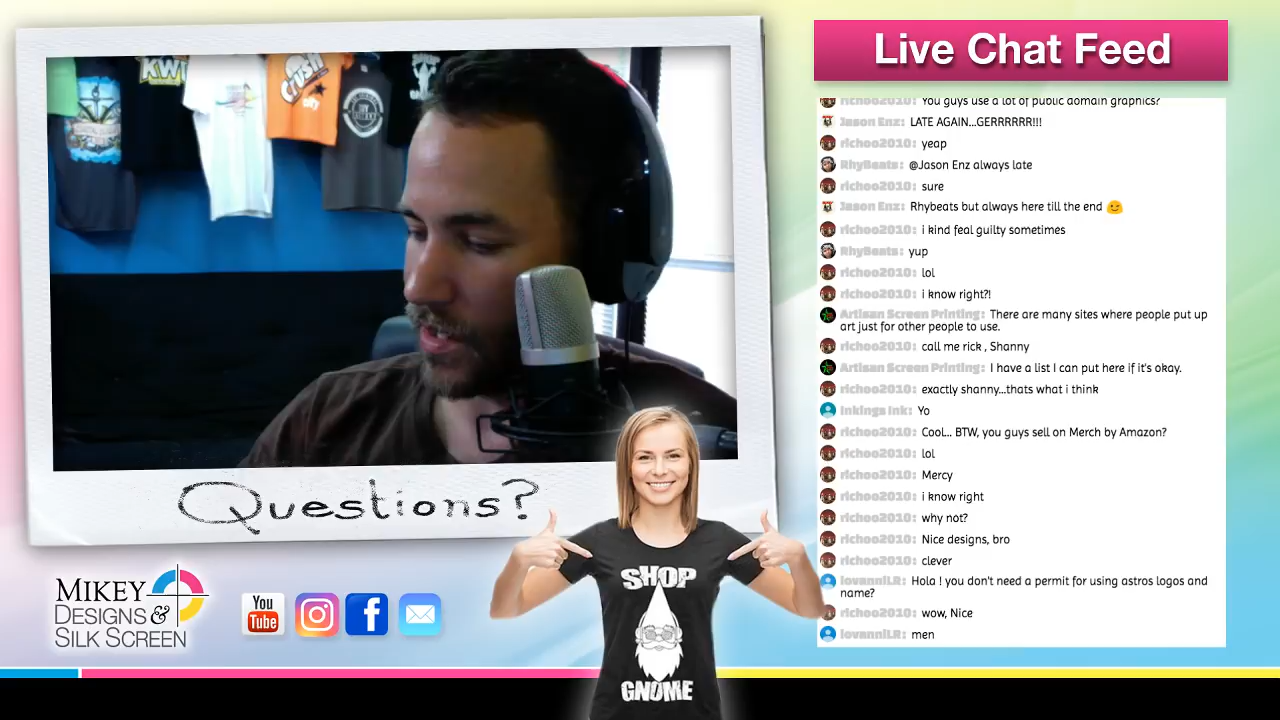 Live Chat Feed
richoo2010: You guys use a lot of public domain graphics?
Jason Enz: LATE AGAIN...GERRRRRR!!!
richoo2010: yeap
RhyBeats: @Jason Enz always late
richoo2010: sure
Jason Enz: Rhybeats but always here till the end
richoo2010: i kind feal guilty sometimes
RhyBeats: yup
richoo2010: lol
richoo2010: i know right?!
Artisan Screen Printing: There are many sites where people put up
art just for other people to use.
richoo2010: call me rick , Shanny
Artisan Screen Printing: I have a list I can put here if it's okay.
richoo2010: exactly shanny...thats what i think
Inkings Ink: Yo
richoo2010: Cool... BTW, you guys sell on Merch by Amazon?
richoo2010: lol
richoo2010: Mercy
richoo2010: i know right
richoo2010: why not?
richoo2010: Nice designs, bro
richoo2010: clever
iovanniLR: Hola ! you don't need a permit for using astros logos and
name?
richoo2010: wow, Nice
iovanniLR: men
KWI
Crush
Questions?
MIKEY
DESIGNS &
SILK SCREEN
You
Tube
f
SHOP
GNOME